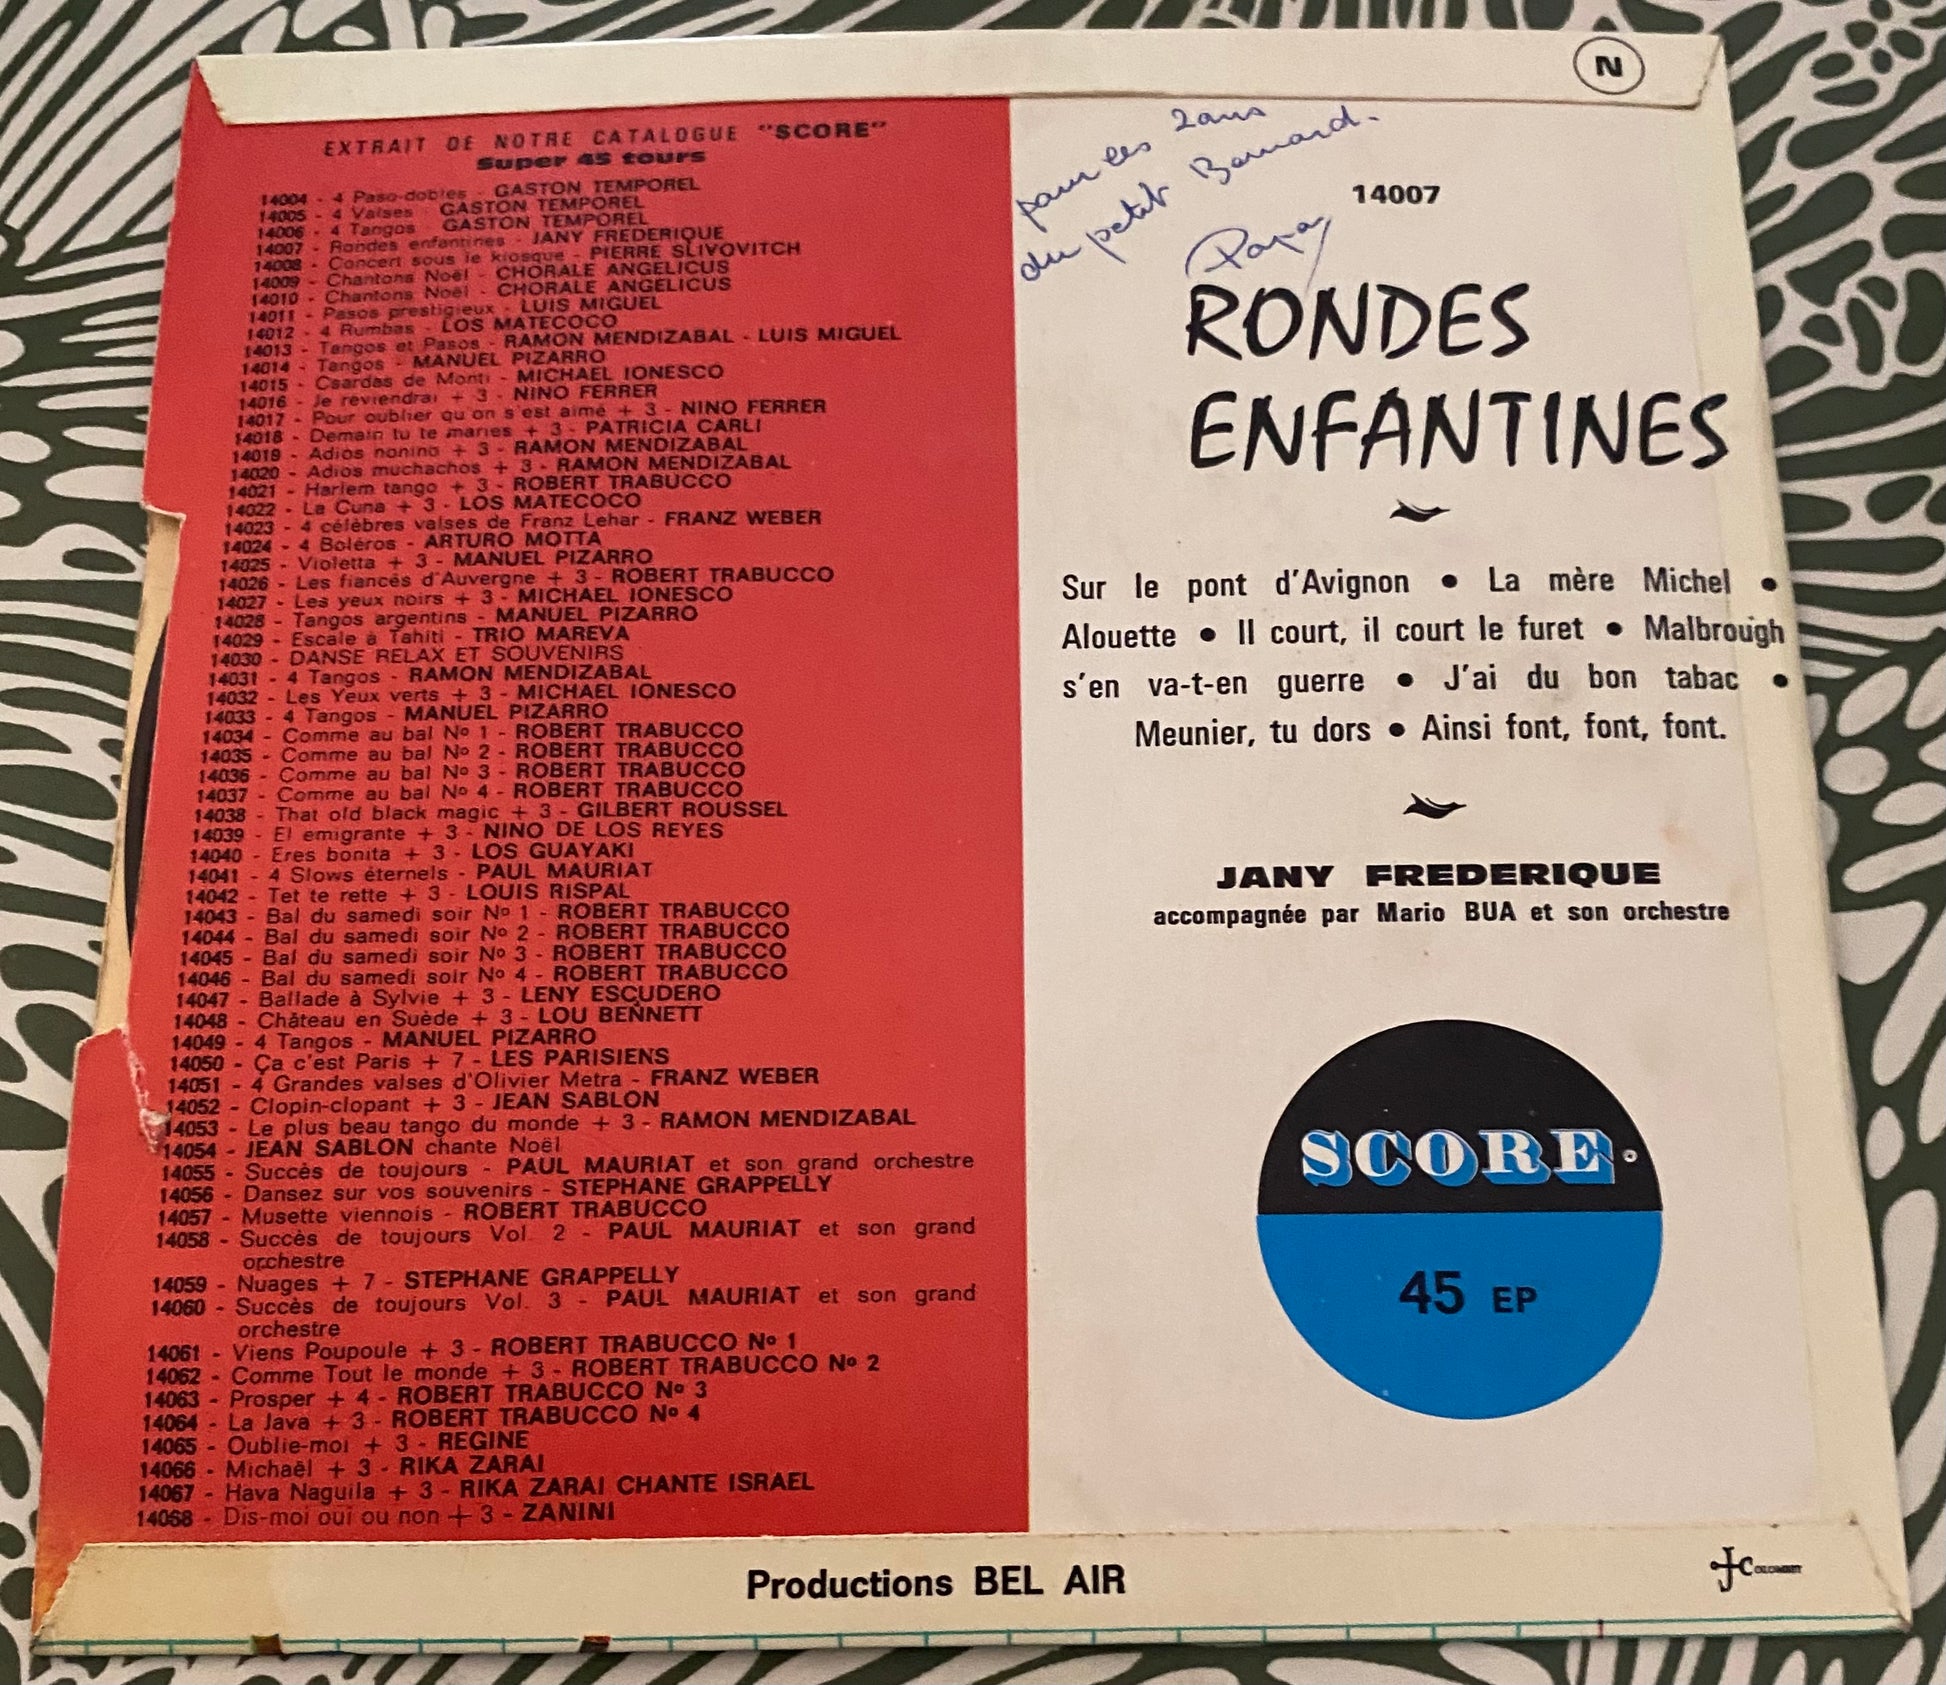 N
EXTRAIT DE NOTRE CATALOGUE "SCORE"
Super 45 tours
14004 - 4 Paso-dobles - GASTON TEMPOREL
14005 - 4 Valses - GASTON TEMPOREL
14006 - 4 Tangos - GASTON TEMPOREL
14007 - Rondes enfantines - JANY FREDERIQUE
14008 - Concert sous le kiosque - PIERRE SLIVOVITCH
14009 - Chantons Noël - CHORALE ANGELICUS
14010 - Chantons Noël - CHORALE ANGELICUS
14011 - Pasos prestigieux - LUIS MIGUEL
14012 - 4 Rumbas - LOS MATECOCO
14013 - Tangos et Pasos - RAMON MENDIZABAL - LUIS MIGUEL
14014 - Tangos - MANUEL PIZARRO
14015 - Csardas de Monti - MICHAEL IONESCO
14016 - Je reviendrai + 3 - NINO FERRER
14017 - Pour oublier qu'on s'est aimé + 3 - NINO FERRER
14018 - Demain tu te maries + 3 - PATRICIA CARLI
14019 - Adios nonino + 3 - RAMON MENDIZABAL
14020 - Adios muchachos + 3 - RAMON MENDIZABAL
14021 - Harlem tango + 3 - ROBERT TRABUCCO
14022 - La Cuna + 3 - LOS MATECOCO
14023 - 4 célèbres valses de Franz Lehar - FRANZ WEBER
14024 - 4 Boléros - ARTURO MOTTA
14025 - Violetta + 3 - MANUEL PIZARRO
14026 - Les fiancés d'Auvergne + 3 - ROBERT TRABUCCO
14027 - Les yeux noirs + 3 - MICHAEL IONESCO
14028 - Tangos argentins - MANUEL PIZARRO
14029 - Escale à Tahiti - TRIO MAREVA
14030 - DANSE RELAX ET SOUVENIRS
14031 - 4 Tangos - RAMON MENDIZABAL
14032 - Les Yeux verts + 3 - MICHAEL IONESCO
14033 - 4 Tangos - MANUEL PIZARRO
14034 - Comme au bal No 1 - ROBERT TRABUCCO
14035 - Comme au bal No 2 - ROBERT TRABUCCO
14036 - Comme au bal No 3 - ROBERT TRABUCCO
14037 - Comme au bal No 4 - ROBERT TRABUCCO
14038 - That old black magic + 3 - GILBERT ROUSSEL
14039 - El emigrante + 3 - NINO DE LOS REYES
14040 - Eres bonita + 3 - LOS GUAYAKI
14041 - 4 Slows éternels - PAUL MAURIAT
14042 - Tet te rette + 3 - LOUIS RISPAL
14043 - Bal du samedi soir No 1 - ROBERT TRABUCCO
14044 - Bal du samedi soir No 2 - ROBERT TRABUCCO
14045 - Bal du samedi soir No 3 - ROBERT TRABUCCO
14046 - Bal du samedi soir No 4 - ROBERT TRABUCCO
14047 - Ballade à Sylvie + 3 - LENY ESCUDERO
14048 - Château en Suède + 3 - LOU BENNETT
14049 - 4 Tangos - MANUEL PIZARRO
14050 - Ça c'est Paris + 7 - LES PARISIENS
14051 - 4 Grandes valses d'Olivier Metra - FRANZ WEBER
14052 - Clopin-clopant + 3 - JEAN SABLON
14053 - Le plus beau tango du monde + 3 - RAMON MENDIZABAL
14054 - JEAN SABLON chante Noël
14055 - Succès de toujours - PAUL MAURIAT et son grand orchestre
14056 - Dansez sur vos souvenirs - STEPHANE GRAPPELLY
14057 - Musette viennois - ROBERT TRABUCCO
14058 - Succès de toujours Vol. 2 - PAUL MAURIAT et son grand
orchestre
14059 - Nuages + 7 - STEPHANE GRAPPELLY
14060 - Succès de toujours Vol. 3 - PAUL MAURIAT et son grand
orchestre
14061 - Viens Poupoule + 3 - ROBERT TRABUCCO No 1
14062 - Comme Tout le monde + 3 - ROBERT TRABUCCO No 2
14063 - Prosper + 4 - ROBERT TRABUCCO No 3
14064 - La Java + 3 - ROBERT TRABUCCO No 4
14065 - Oublie-moi + 3 - REGINE
14066 - Michaël + 3 - RIKA ZARAI
14067 - Hava Naguila + 3 - RIKA ZARAI CHANTE ISRAEL
14068 - Dis-moi oui ou non + 3 - ZANINI
pour les 2 ans
du petit Bernard.
Papa
14007
RONDES
ENFANTINES
Sur le pont d'Avignon • La mère Michel •
Alouette • Il court, il court le furet • Malbrough
s'en va-t-en guerre • J'ai du bon tabac •
Meunier, tu dors • Ainsi font, font, font.
JANY FREDERIQUE
accompagnée par Mario BUA et son orchestre
SCORE
45 EP
Productions BEL AIR
JC COLOMBET